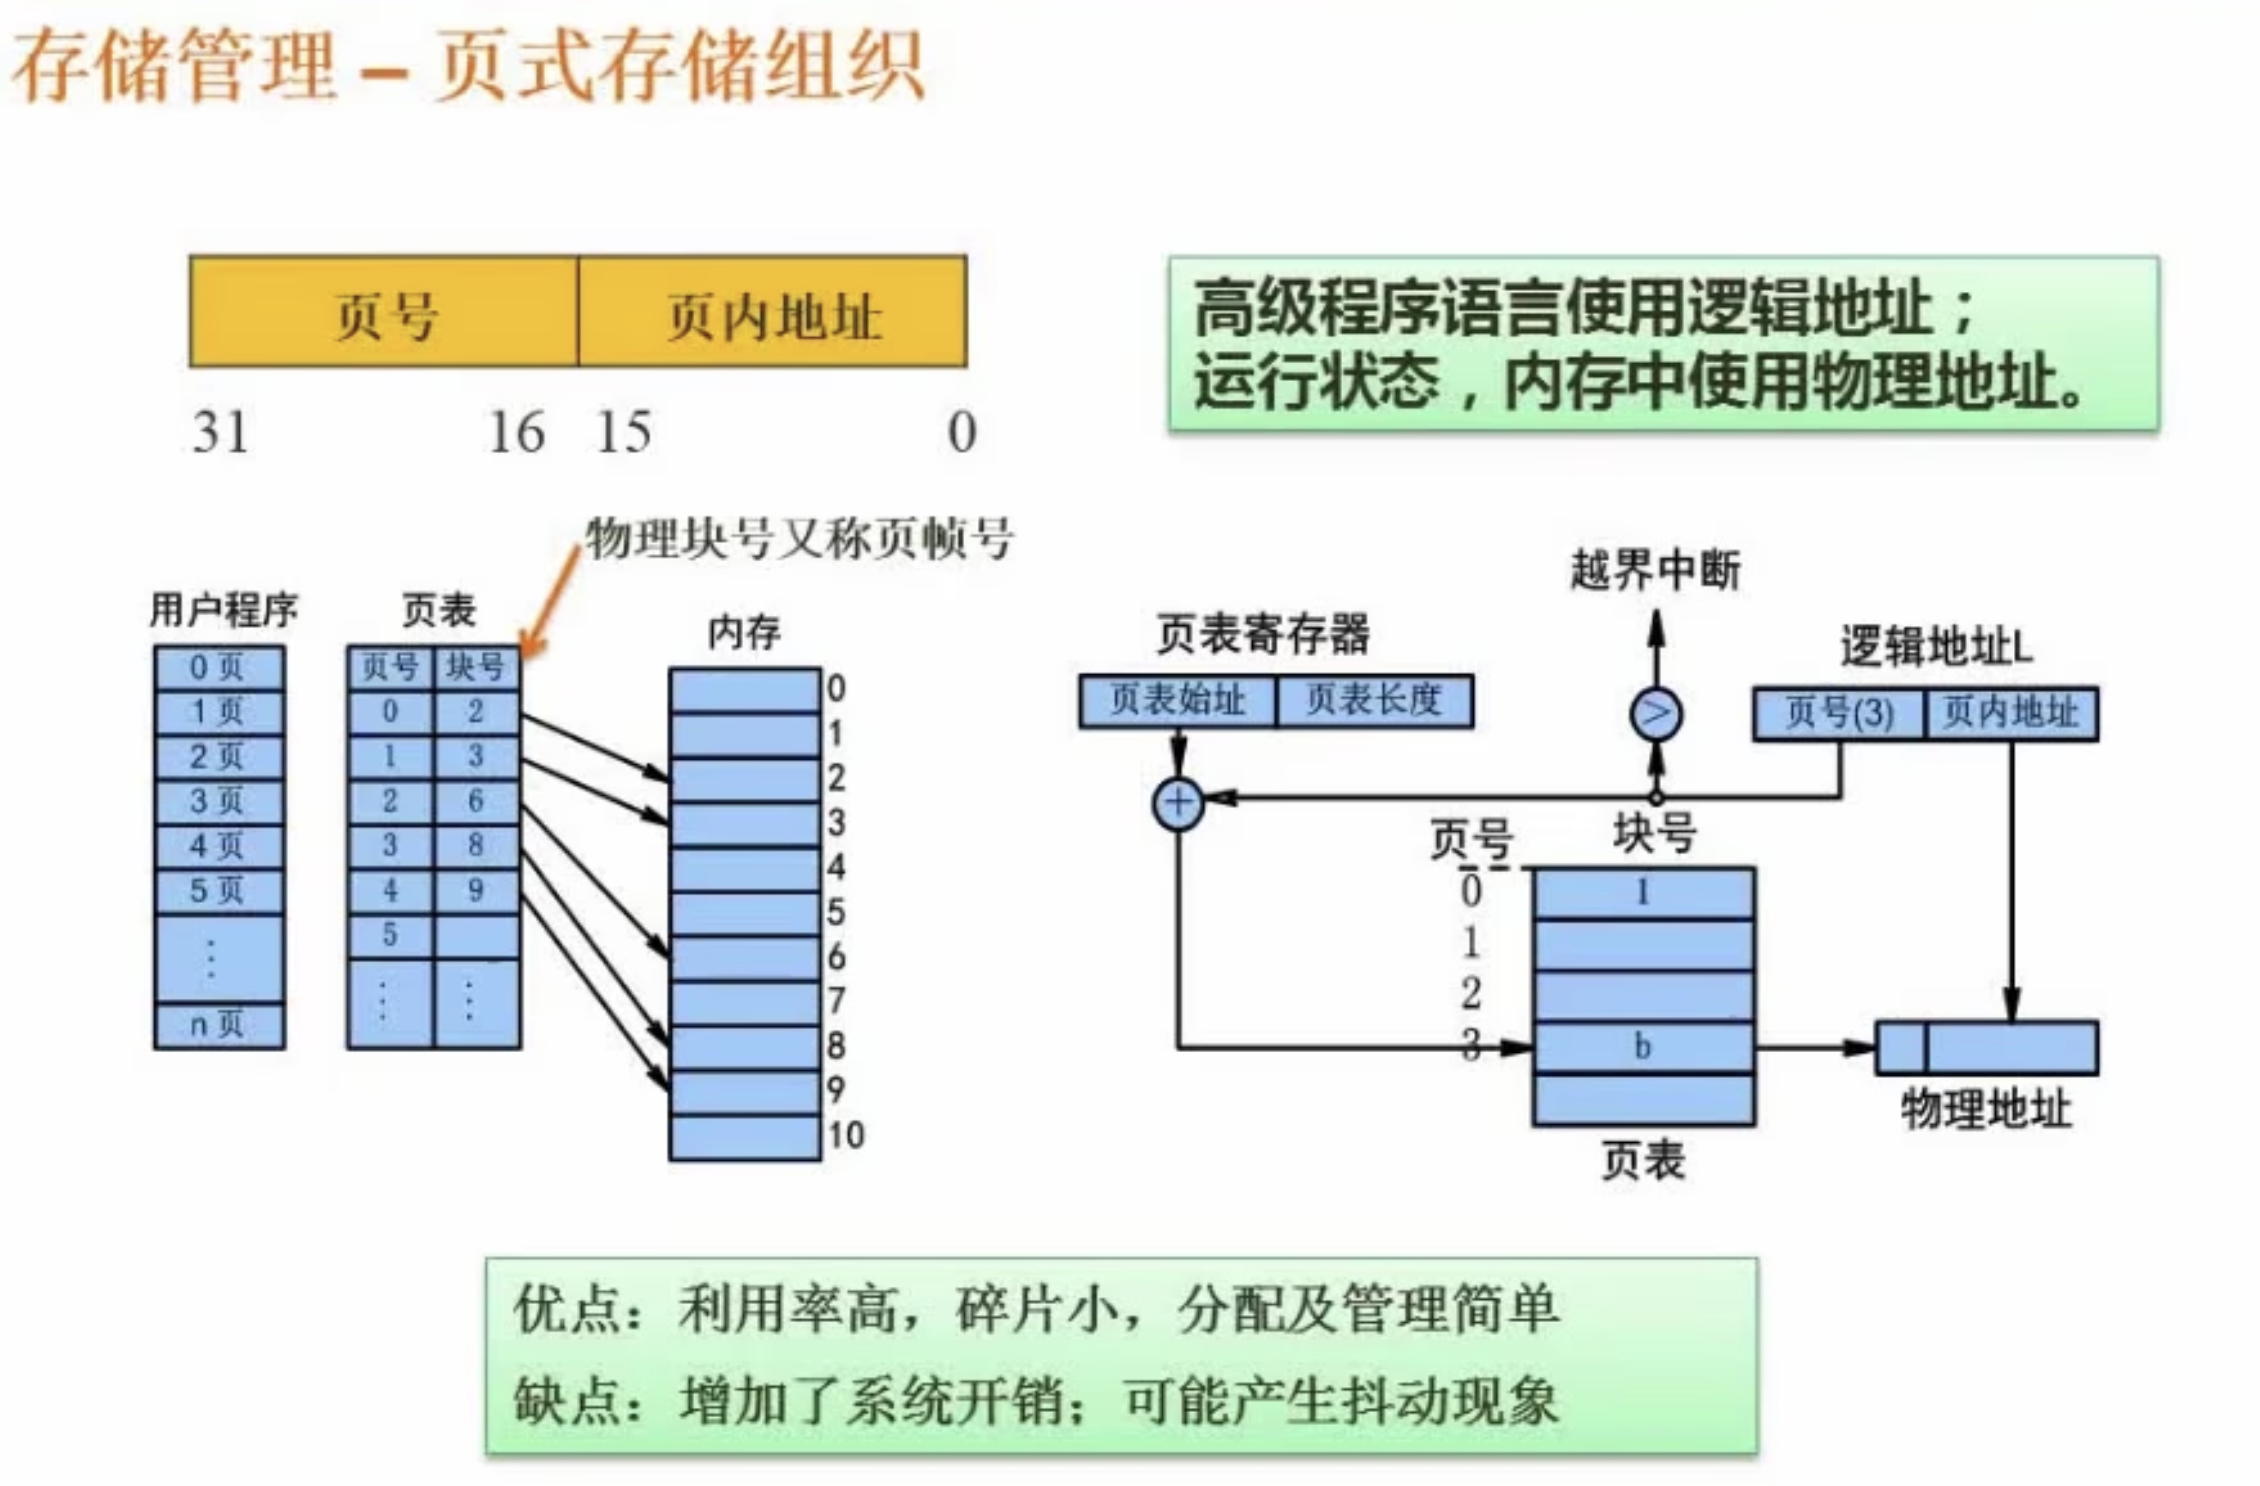 存储管理 – 页式存储组织
页号 页内地址
31 16 15 0
高级程序语言使用逻辑地址；
运行状态，内存中使用物理地址。
物理块号又称页帧号
用户程序
0 页
1 页
2 页
3 页
4 页
5 页
⋮
n 页
页表
页号 块号
0 2
1 3
2 6
3 8
4 9
5
⋮ ⋮
内存
0
1
2
3
4
5
6
7
8
9
10
越界中断
页表寄存器
页表始址 页表长度
>
逻辑地址L
页号(3) 页内地址
+
页号 块号
0 1
1
2
3 b
页表
物理地址
优点：利用率高，碎片小，分配及管理简单
缺点：增加了系统开销；可能产生抖动现象